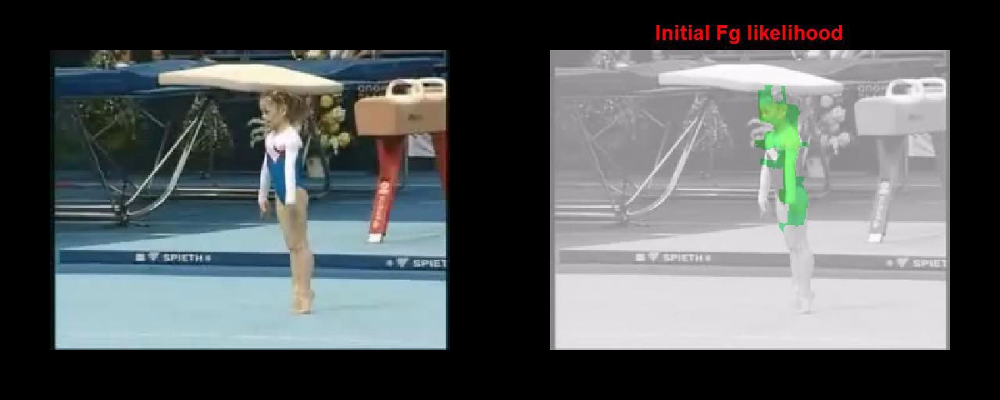 Initial Fg likelihood
SPIETH
SPIET
SPIETH
SPIET